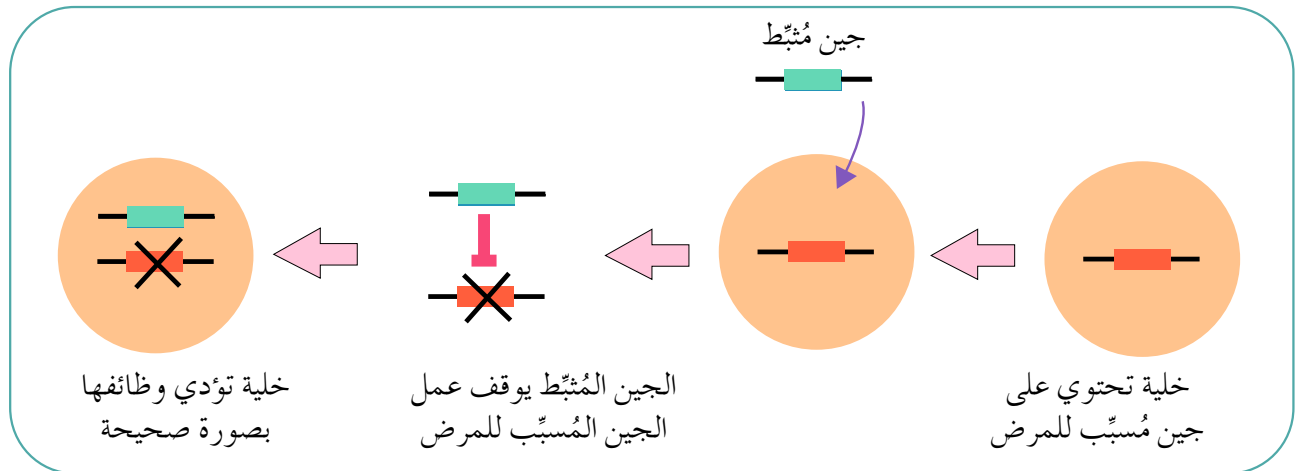 جين مُثبِّط
خلية تحتوي على
جين مُسبِّب للمرض
الجين المُثبِّط يوقف عمل
الجين المُسبِّب للمرض
خلية تؤدي وظائفها
بصورة صحيحة